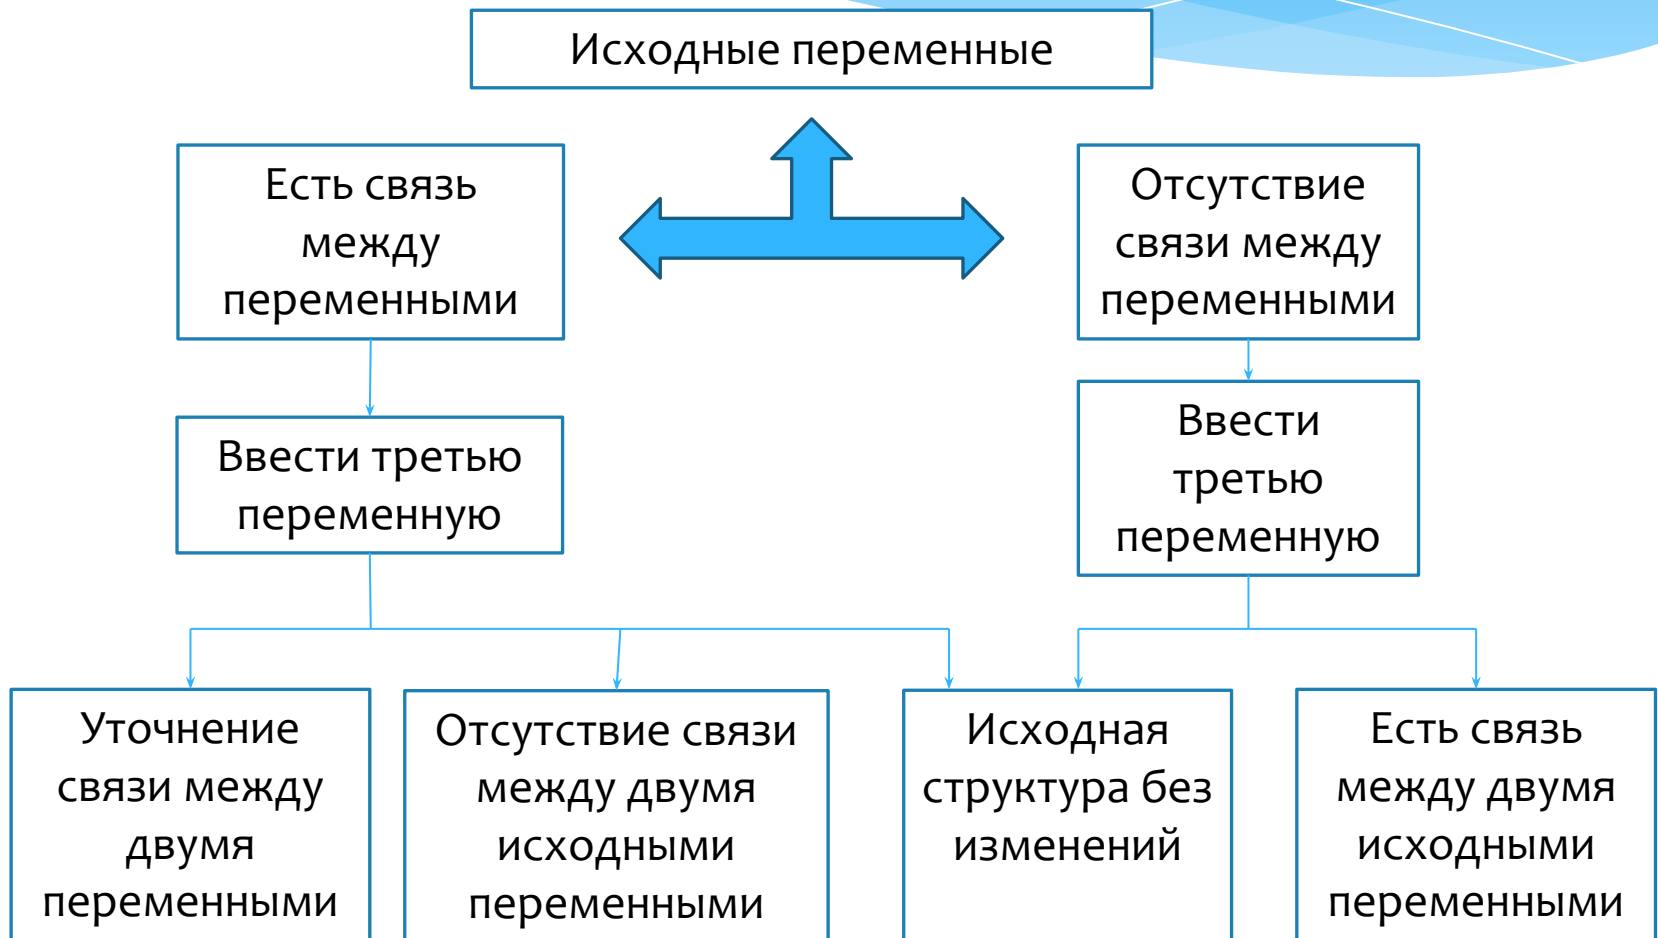 Исходные переменные
Есть связь
между
переменными
Отсутствие
связи между
переменными
Ввести третью
переменную
Ввести
третью
переменную
Уточнение
связи между
двумя
переменными
Отсутствие связи
между двумя
исходными
переменными
Исходная
структура без
изменений
Есть связь
между двумя
исходными
переменными